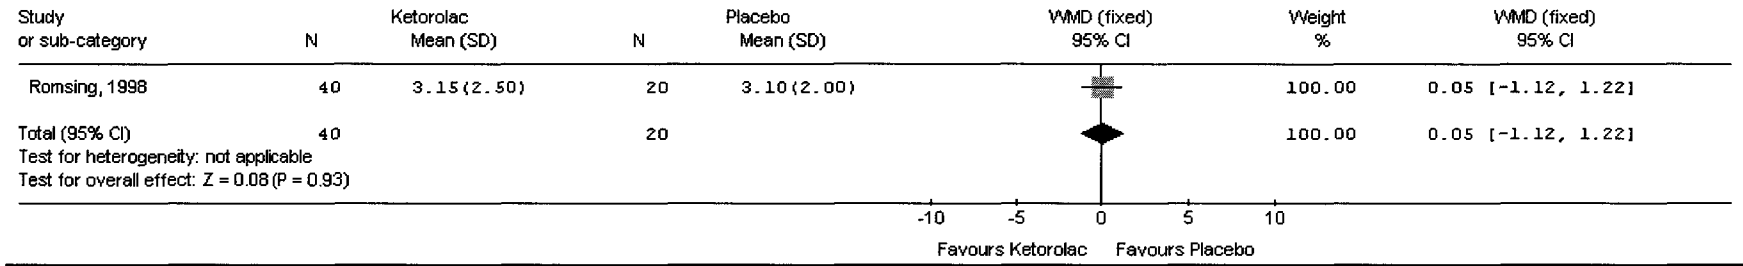 Study Ketorolac Placebo WMD (fixed) Weight WMD (fixed)
or sub-category N Mean (SD) N Mean (SD) 95% CI % 95% CI
Romsing, 1998 40 3.15(2.50) 20 3.10(2.00) 100.00 0.05 [-1.12, 1.22]
Total (95% CI) 40 20 100.00 0.05 [-1.12, 1.22]
Test for heterogeneity: not applicable
Test for overall effect: Z = 0.08 (P = 0.93)
-10 -5 0 5 10
Favours Ketorolac Favours Placebo